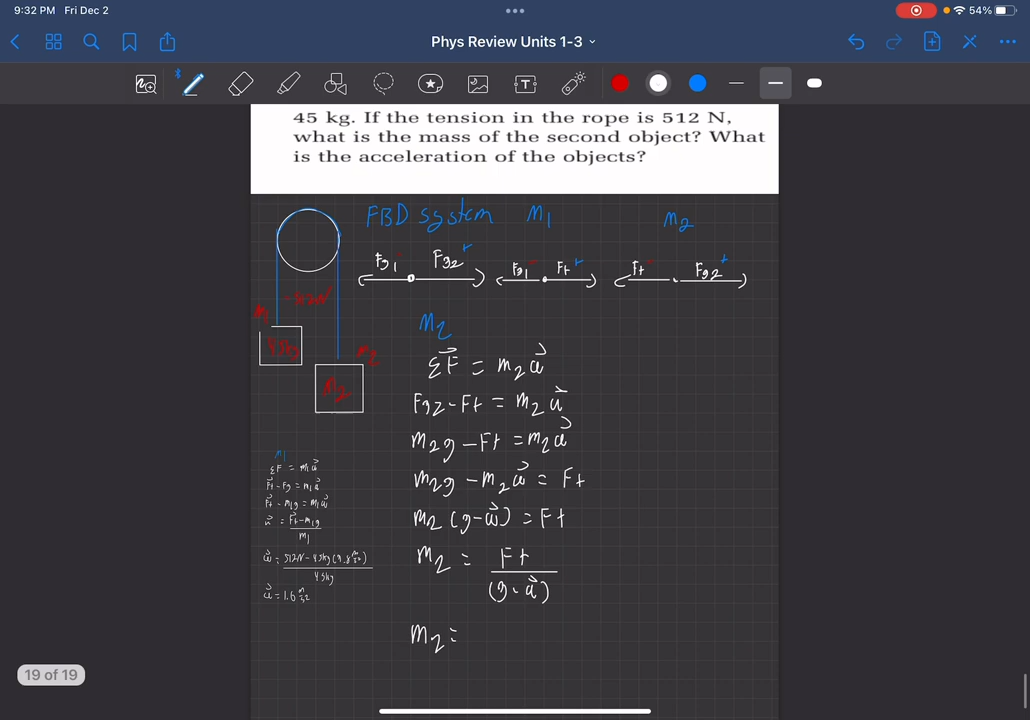 9:32 PM Fri Dec 2
54%
Phys Review Units 1-3
45 kg. If the tension in the rope is 512 N,
what is the mass of the second object? What
is the acceleration of the objects?
FBD system M1 M2
Fg1 - Fg2 + Fg1 - Ft + Ft - Fg2 +
M1
45kg
M2
M2
M2
ΣF⃗ = m2a⃗
Fg2 - Ft = m2a⃗
m2g - Ft = m2a⃗
m2g - m2a⃗ = Ft
m2(g-a⃗) = Ft
m2 = Ft / (g-a⃗)
m2 =
M1
ΣF⃗ = m1a⃗
F⃗t - Fg = m1a⃗
F⃗t - m1g = m1a⃗
a⃗ = F⃗t - m1g / m1
a⃗ = 512N - 45kg(9.8 m/s2) / 45kg
a⃗ = 1.6 m/s2
19 of 19